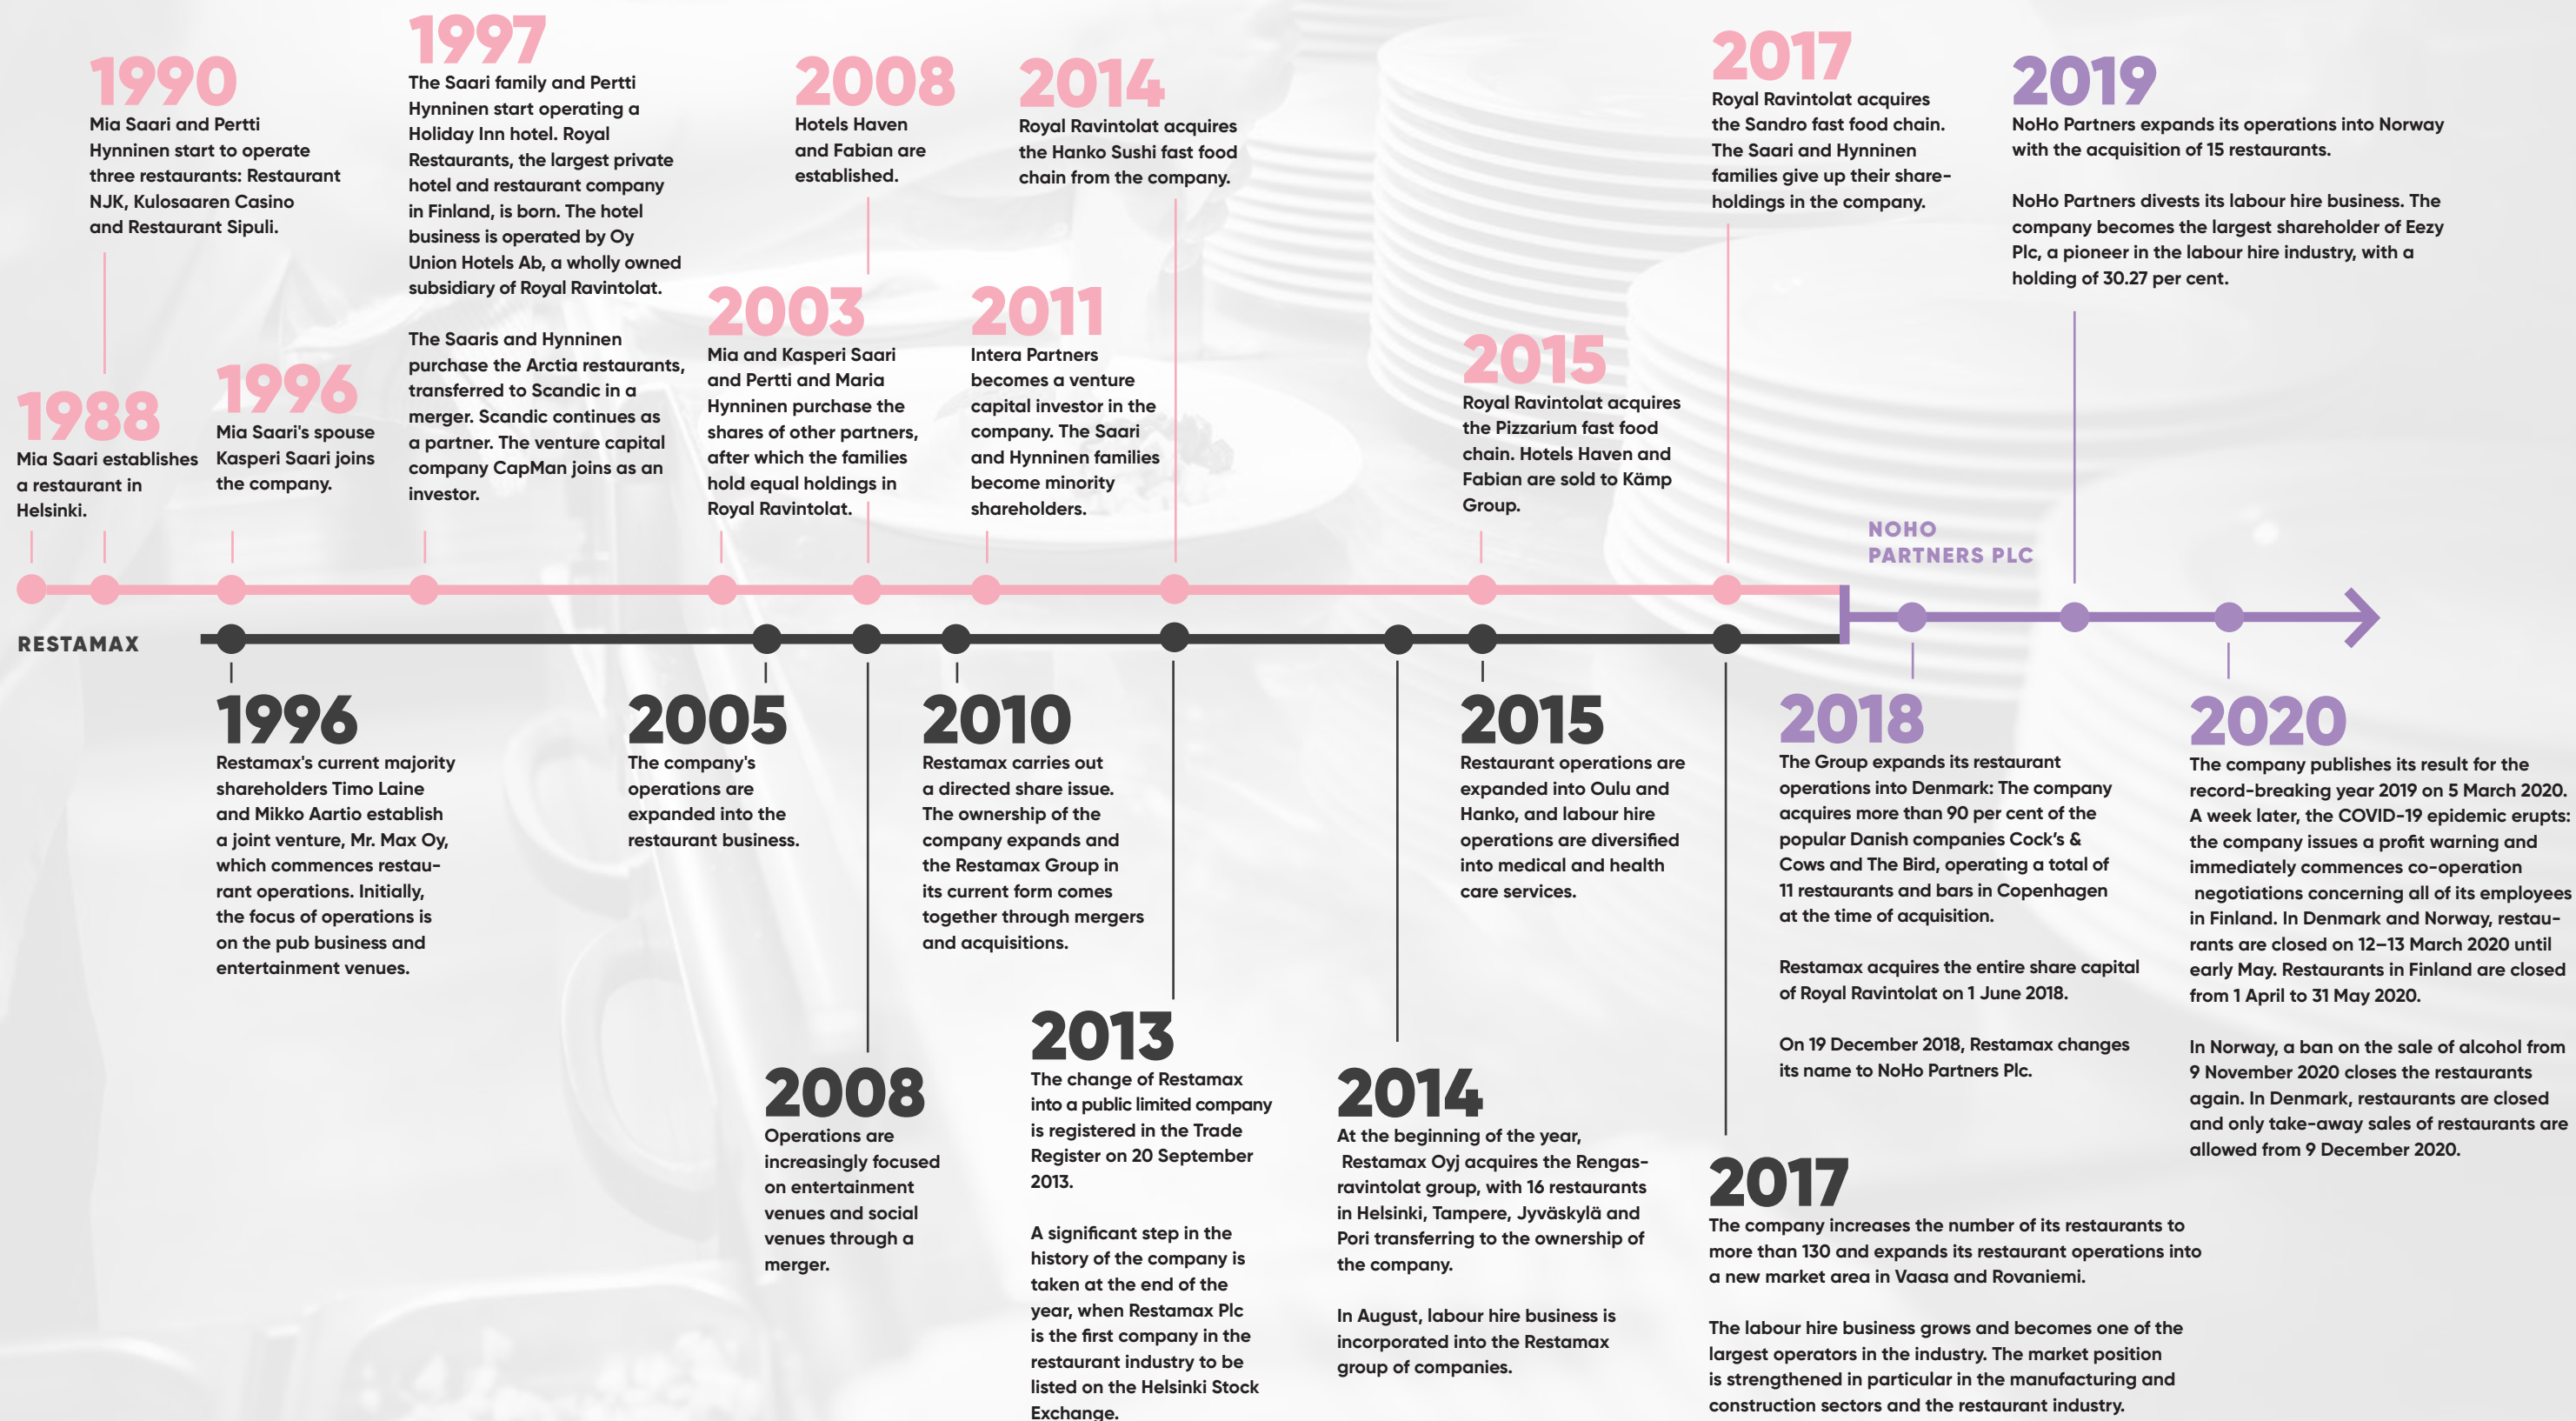 1997
The Saari family and Pertti
Hynninen start operating a
Holiday Inn hotel. Royal
Restaurants, the largest private
hotel and restaurant company
in Finland, is born. The hotel
business is operated by Oy
Union Hotels Ab, a wholly owned
subsidiary of Royal Ravintolat.
The Saaris and Hynninen
purchase the Arctia restaurants,
transferred to Scandic in a
merger. Scandic continues as
a partner. The venture capital
company CapMan joins as an
investor.
1990
Mia Saari and Pertti
Hynninen start to operate
three restaurants: Restaurant
NJK, Kulosaaren Casino
and Restaurant Sipuli.
1988
Mia Saari establishes
a restaurant in
Helsinki.
1996
Mia Saari's spouse
Kasperi Saari joins
the company.
2008
Hotels Haven
and Fabian are
established.
2003
Mia and Kasperi Saari
and Pertti and Maria
Hynninen purchase the
shares of other partners,
after which the families
hold equal holdings in
Royal Ravintolat.
2014
Royal Ravintolat acquires
the Hanko Sushi fast food
chain from the company.
2011
Intera Partners
becomes a venture
capital investor in the
company. The Saari
and Hynninen families
become minority
shareholders.
2015
Royal Ravintolat acquires
the Pizzarium fast food
chain. Hotels Haven and
Fabian are sold to Kämp
Group.
2017
Royal Ravintolat acquires
the Sandro fast food chain.
The Saari and Hynninen
families give up their share-
holdings in the company.
2019
NoHo Partners expands its operations into Norway
with the acquisition of 15 restaurants.
NoHo Partners divests its labour hire business. The
company becomes the largest shareholder of Eezy
Plc, a pioneer in the labour hire industry, with a
holding of 30.27 per cent.
NOHO
PARTNERS PLC
RESTAMAX
1996
Restamax's current majority
shareholders Timo Laine
and Mikko Aartio establish
a joint venture, Mr. Max Oy,
which commences restau-
rant operations. Initially,
the focus of operations is
on the pub business and
entertainment venues.
2005
The company's
operations are
expanded into the
restaurant business.
2008
Operations are
increasingly focused
on entertainment
venues and social
venues through a
merger.
2010
Restamax carries out
a directed share issue.
The ownership of the
company expands and
the Restamax Group in
its current form comes
together through mergers
and acquisitions.
2013
The change of Restamax
into a public limited company
is registered in the Trade
Register on 20 September
2013.
A significant step in the
history of the company is
taken at the end of the
year, when Restamax Plc
is the first company in the
restaurant industry to be
listed on the Helsinki Stock
Exchange.
2014
At the beginning of the year,
Restamax Oyj acquires the Rengas-
ravintolat group, with 16 restaurants
in Helsinki, Tampere, Jyväskylä and
Pori transferring to the ownership of
the company.
In August, labour hire business is
incorporated into the Restamax
group of companies.
2015
Restaurant operations are
expanded into Oulu and
Hanko, and labour hire
operations are diversified
into medical and health
care services.
2017
The company increases the number of its restaurants to
more than 130 and expands its restaurant operations into
a new market area in Vaasa and Rovaniemi.
The labour hire business grows and becomes one of the
largest operators in the industry. The market position
is strengthened in particular in the manufacturing and
construction sectors and the restaurant industry.
2018
The Group expands its restaurant
operations into Denmark: The company
acquires more than 90 per cent of the
popular Danish companies Cock's &
Cows and The Bird, operating a total of
11 restaurants and bars in Copenhagen
at the time of acquisition.
Restamax acquires the entire share capital
of Royal Ravintolat on 1 June 2018.
On 19 December 2018, Restamax changes
its name to NoHo Partners Plc.
2020
The company publishes its result for the
record-breaking year 2019 on 5 March 2020.
A week later, the COVID-19 epidemic erupts:
the company issues a profit warning and
immediately commences co-operation
negotiations concerning all of its employees
in Finland. In Denmark and Norway, restau-
rants are closed on 12–13 March 2020 until
early May. Restaurants in Finland are closed
from 1 April to 31 May 2020.
In Norway, a ban on the sale of alcohol from
9 November 2020 closes the restaurants
again. In Denmark, restaurants are closed
and only take-away sales of restaurants are
allowed from 9 December 2020.